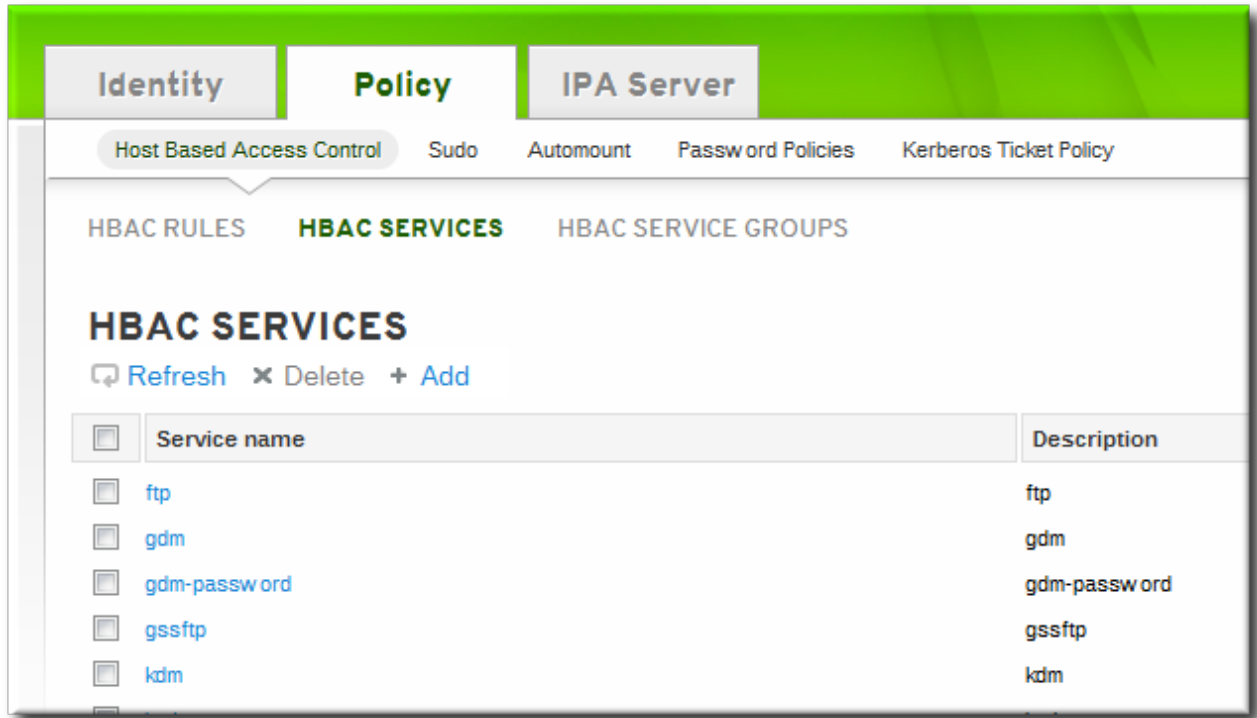 Identity Policy IPA Server
Host Based Access Control Sudo Automount Password Policies Kerberos Ticket Policy
HBAC RULES HBAC SERVICES HBAC SERVICE GROUPS
HBAC SERVICES
Refresh Delete + Add
Service name Description
ftp ftp
gdm gdm
gdm-password gdm-password
gssftp gssftp
kdm kdm